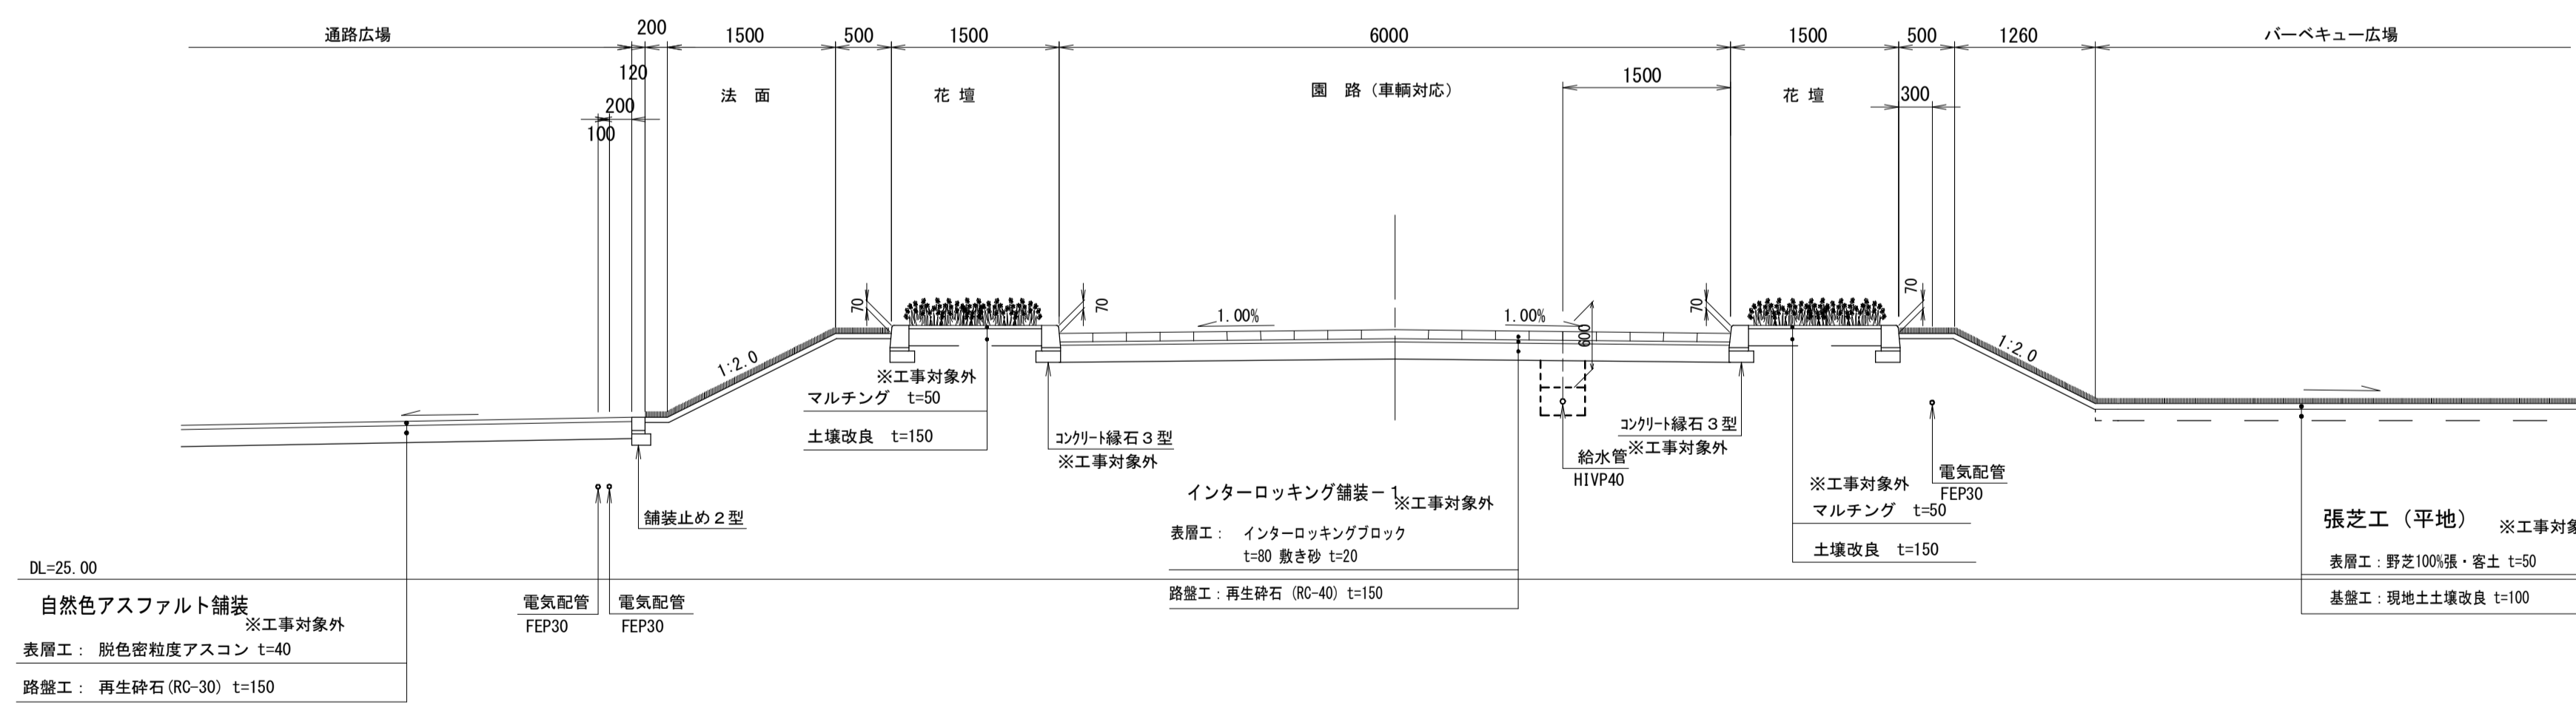 通路広場
200
1500
500
1500
6000
1500
500
1260
バーベキュー広場
120
200
100
法　面
花 壇
園　路（車輌対応）
1500
花 壇
300
70
70
1.00%
1.00%
600
70
70
1:2.0
1:2.0
※工事対象外
マルチング　t=50
土壌改良　t=150
コンクリート縁石３型
※工事対象外
コンクリート縁石３型
※工事対象外
給水管
HIVP40
インターロッキング舗装－1
※工事対象外
表層工：　インターロッキングブロック
t=80 敷き砂 t=20
路盤工：再生砕石 (RC-40) t=150
※工事対象外
マルチング　t=50
土壌改良　t=150
電気配管
FEP30
張芝工（平地）
※工事対象
表層工：野芝100%張・客土 t=50
基盤工：現地土土壌改良 t=100
舗装止め２型
DL=25.00
自然色アスファルト舗装
※工事対象外
表層工： 脱色密粒度アスコン t=40
路盤工： 再生砕石(RC-30) t=150
電気配管
FEP30
電気配管
FEP30